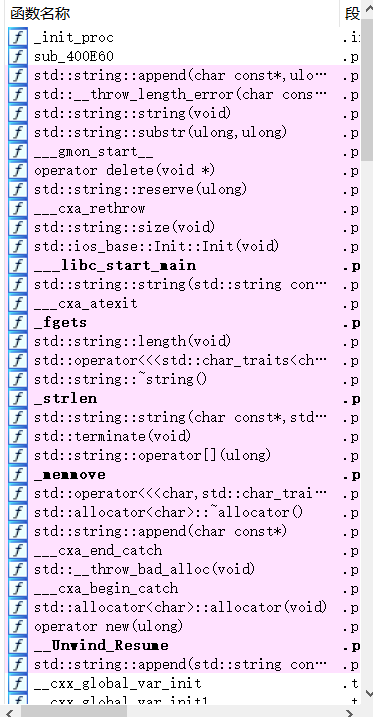 函数名称 段
f _init_proc .i
f sub_400E60 .p
f std::string::append(char const*,ulo… .p
f std::__throw_length_error(char cons… .p
f std::string::string(void) .p
f std::string::substr(ulong,ulong) .p
f ___gmon_start__ .p
f operator delete(void *) .p
f std::string::reserve(ulong) .p
f ___cxa_rethrow .p
f std::string::size(void) .p
f std::ios_base::Init::Init(void) .p
f ___libc_start_main .p
f std::string::string(std::string con… .p
f ___cxa_atexit .p
f _fgets .p
f std::string::length(void) .p
f std::operator<<<std::char_traits<ch… .p
f std::string::~string() .p
f _strlen .p
f std::string::string(char const*,std… .p
f std::terminate(void) .p
f std::string::operator[](ulong) .p
f _memmove .p
f std::operator<<<char,std::char_trai… .p
f std::allocator<char>::~allocator() .p
f std::string::append(char const*) .p
f ___cxa_end_catch .p
f std::__throw_bad_alloc(void) .p
f ___cxa_begin_catch .p
f std::allocator<char>::allocator(void) .p
f operator new(ulong) .p
f __Unwind_Resume .p
f std::string::append(std::string con… .p
f __cxx_global_var_init .t
f __cxx_global_var_init1 .t